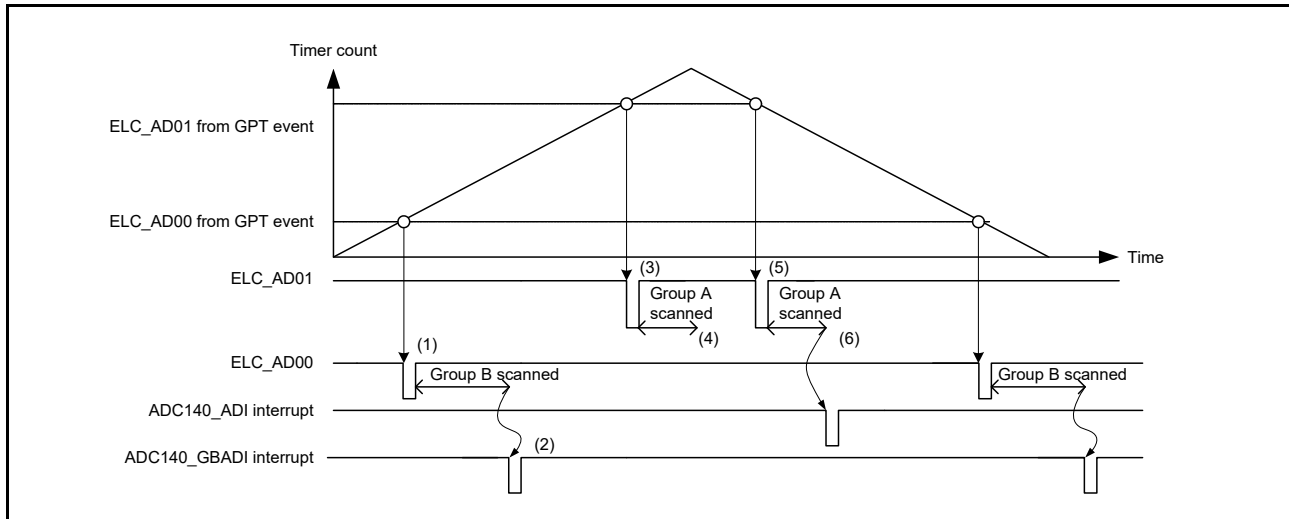 Timer count
ELC_AD01 from GPT event
ELC_AD00 from GPT event
Time
ELC_AD01
(3)
(5)
Group A
scanned
Group A
scanned
(4)
(6)
ELC_AD00
(1)
Group B scanned
Group B scanned
ADC140_ADI interrupt
ADC140_GBADI interrupt
(2)